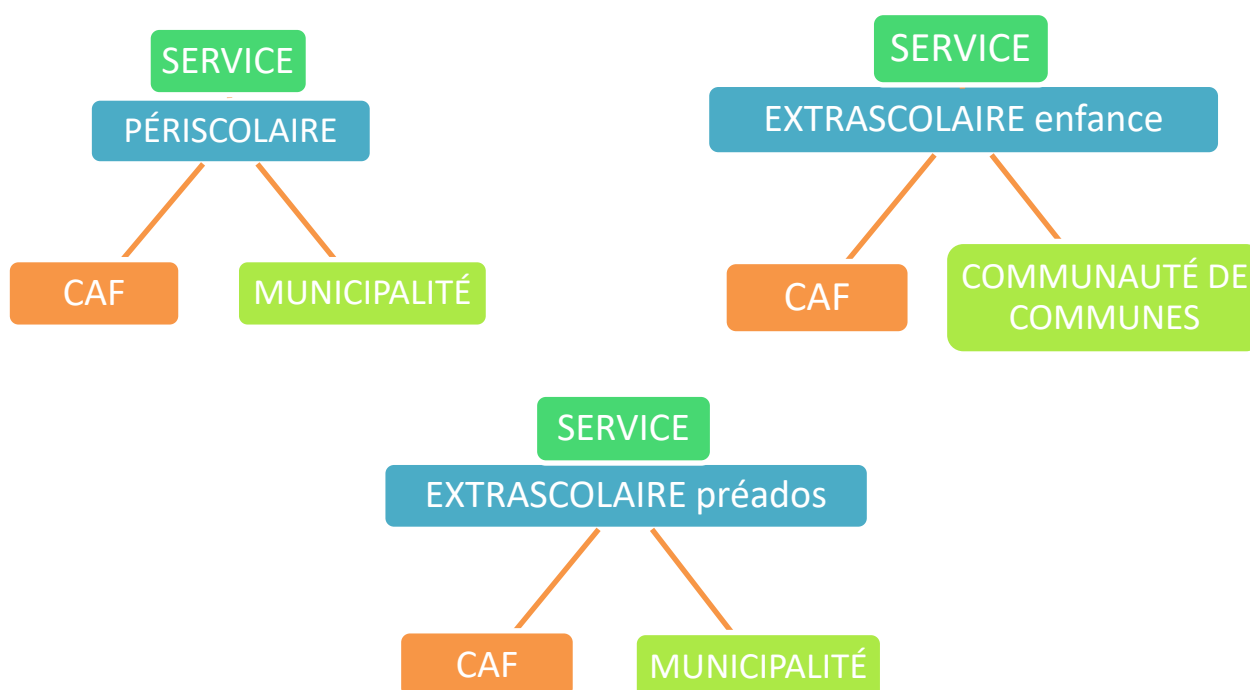 SERVICE
PÉRISCOLAIRE
CAF
MUNICIPALITÉ
SERVICE
EXTRASCOLAIRE enfance
CAF
COMMUNAUTÉ DE
COMMUNES
SERVICE
EXTRASCOLAIRE préados
CAF
MUNICIPALITÉ